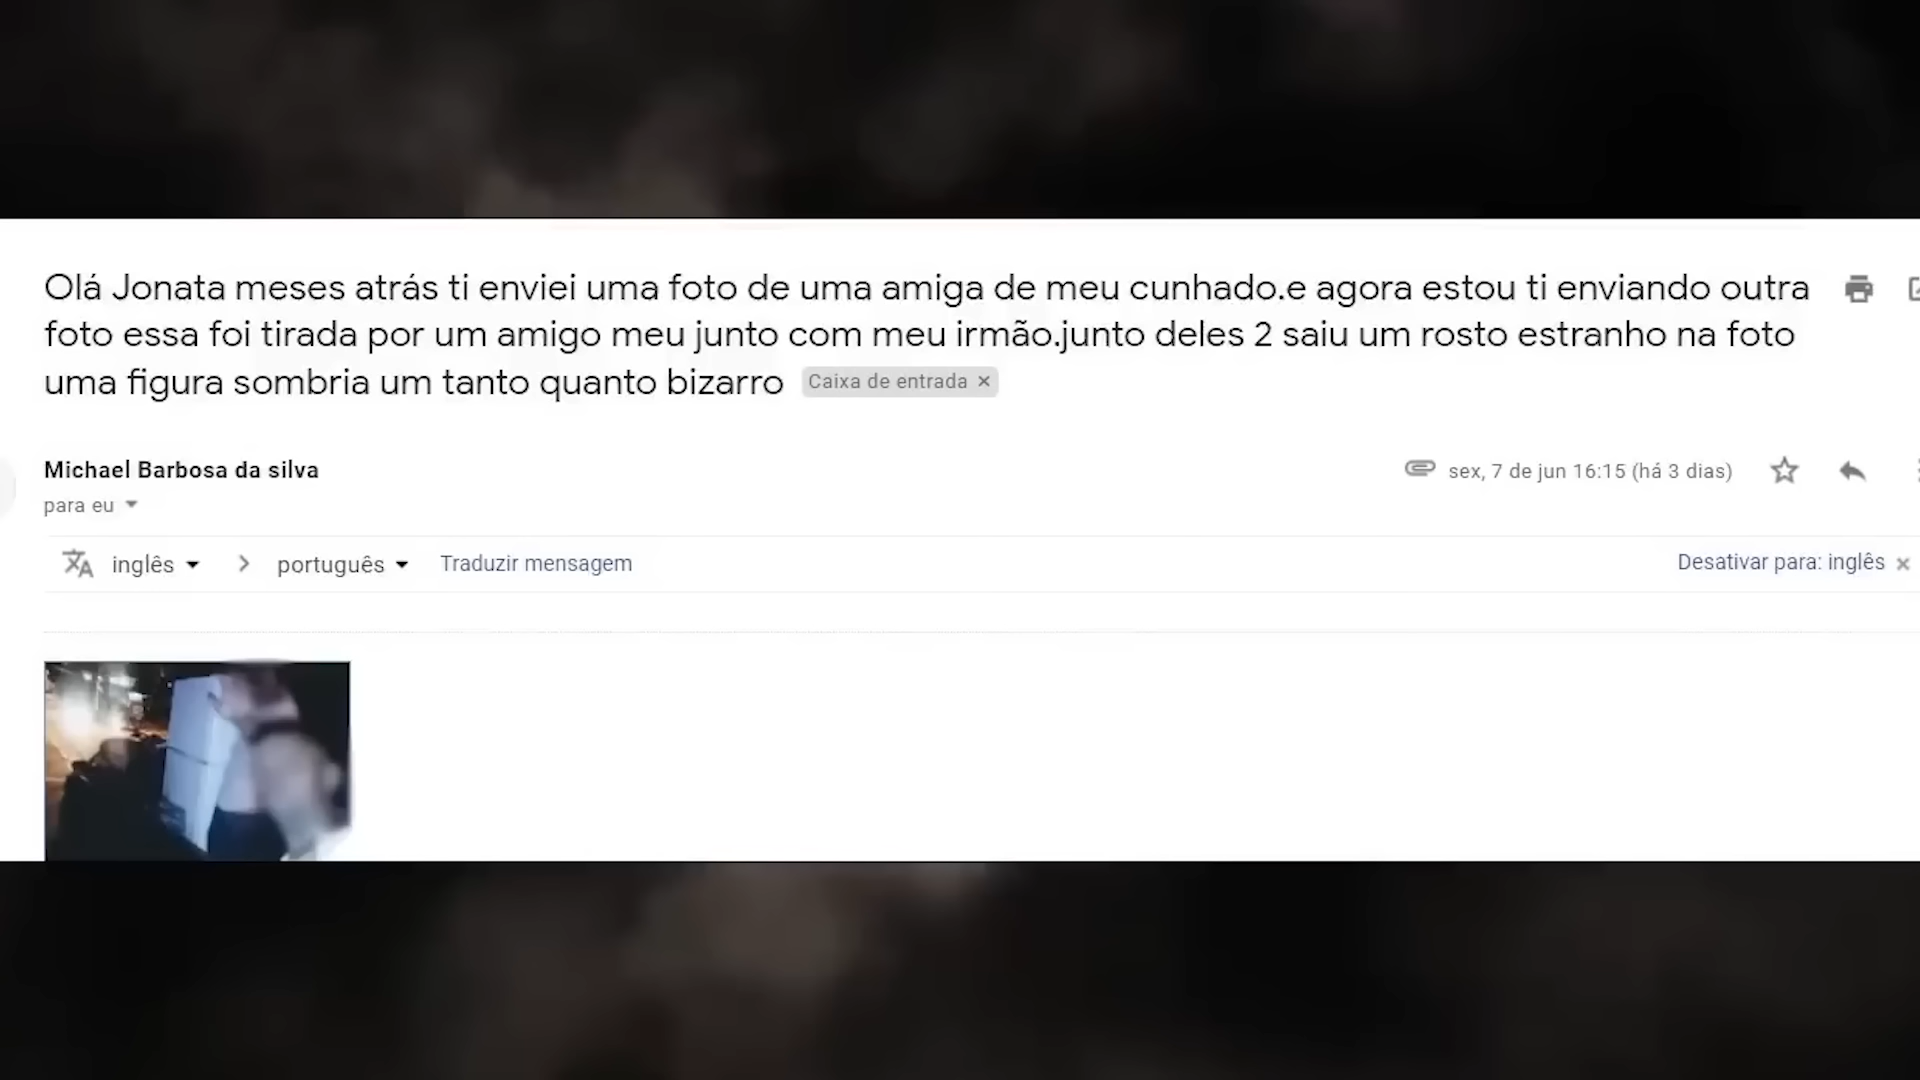 Olá Jonata meses atrás ti enviei uma foto de uma amiga de meu cunhado.e agora estou ti enviando outra
foto essa foi tirada por um amigo meu junto com meu irmão.junto deles 2 saiu um rosto estranho na foto
uma figura sombria um tanto quanto bizarro Caixa de entrada ×
Michael Barbosa da silva sex, 7 de jun 16:15 (há 3 dias)
para eu
inglês > português Traduzir mensagem Desativar para: inglês ×